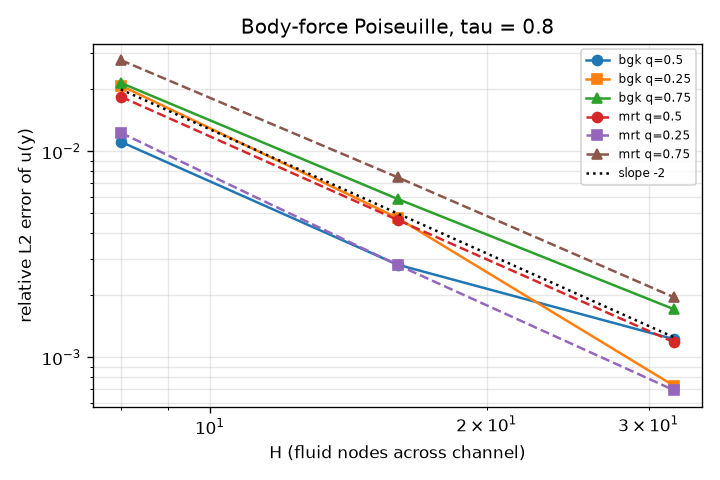 Body-force Poiseuille, tau = 0.8
relative L2 error of u(y)
10⁻²
10⁻³
bgk q=0.5
bgk q=0.25
bgk q=0.75
mrt q=0.5
mrt q=0.25
mrt q=0.75
slope -2
10¹
2 × 10¹
3 × 10¹
H (fluid nodes across channel)